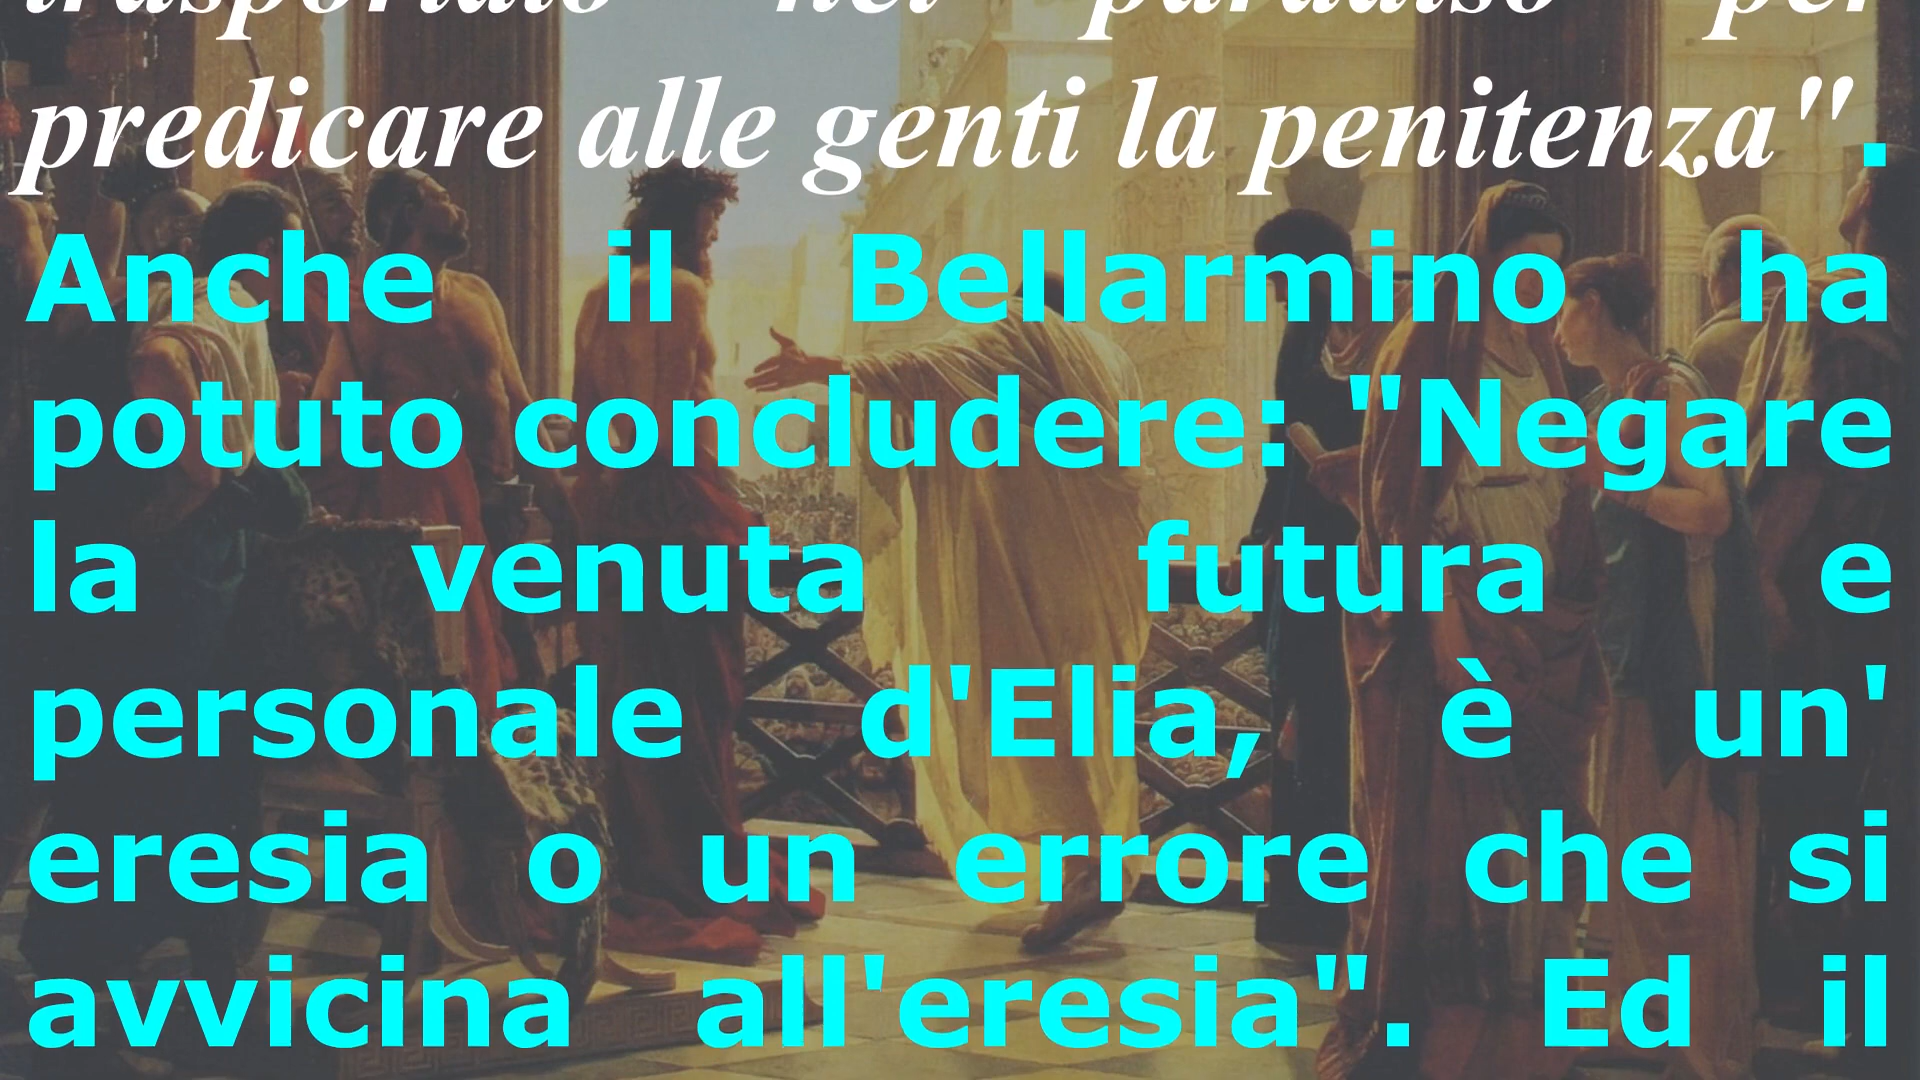 trasportato nel paradiso per
predicare alle genti la penitenza".
Anche il Bellarmino ha
potuto concludere: "Negare
la venuta futura e
personale d'Elia, è un'
eresia o un errore che si
avvicina all'eresia". Ed il